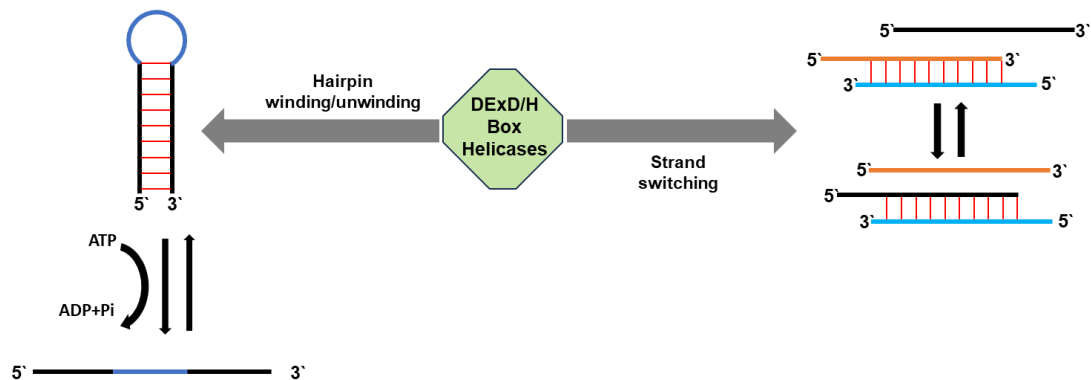 Hairpin
winding/unwinding
DExD/H
Box
Helicases
Strand
switching
5` 3`
ATP
ADP+Pi
5` 3`
5` 3`
5` 3`
3` 5`
5` 3`
5`
3` 5`